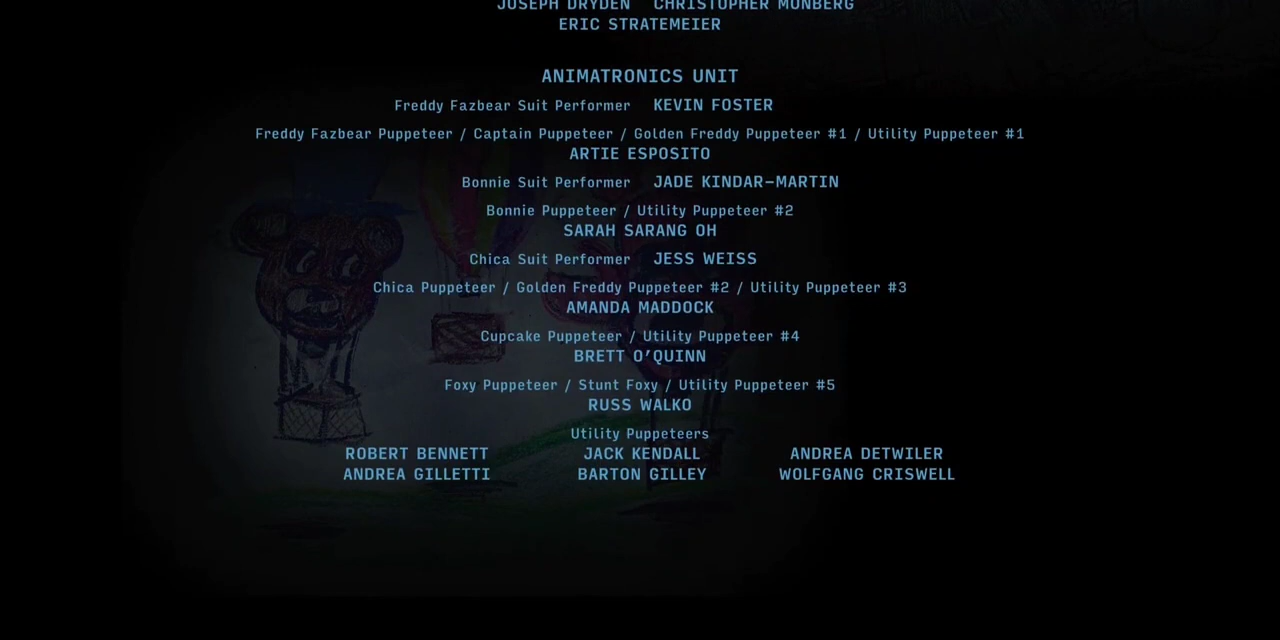 JOSEPH DRYDEN CHRISTOPHER MONBERG
ERIC STRATEMEIER
ANIMATRONICS UNIT
Freddy Fazbear Suit Performer KEVIN FOSTER
Freddy Fazbear Puppeteer / Captain Puppeteer / Golden Freddy Puppeteer #1 / Utility Puppeteer #1
ARTIE ESPOSITO
Bonnie Suit Performer JADE KINDAR-MARTIN
Bonnie Puppeteer / Utility Puppeteer #2
SARAH SARANG OH
Chica Suit Performer JESS WEISS
Chica Puppeteer / Golden Freddy Puppeteer #2 / Utility Puppeteer #3
AMANDA MADDOCK
Cupcake Puppeteer / Utility Puppeteer #4
BRETT O'QUINN
Foxy Puppeteer / Stunt Foxy / Utility Puppeteer #5
RUSS WALKO
Utility Puppeteers
ROBERT BENNETT JACK KENDALL ANDREA DETWILER
ANDREA GILLETTI BARTON GILLEY WOLFGANG CRISWELL